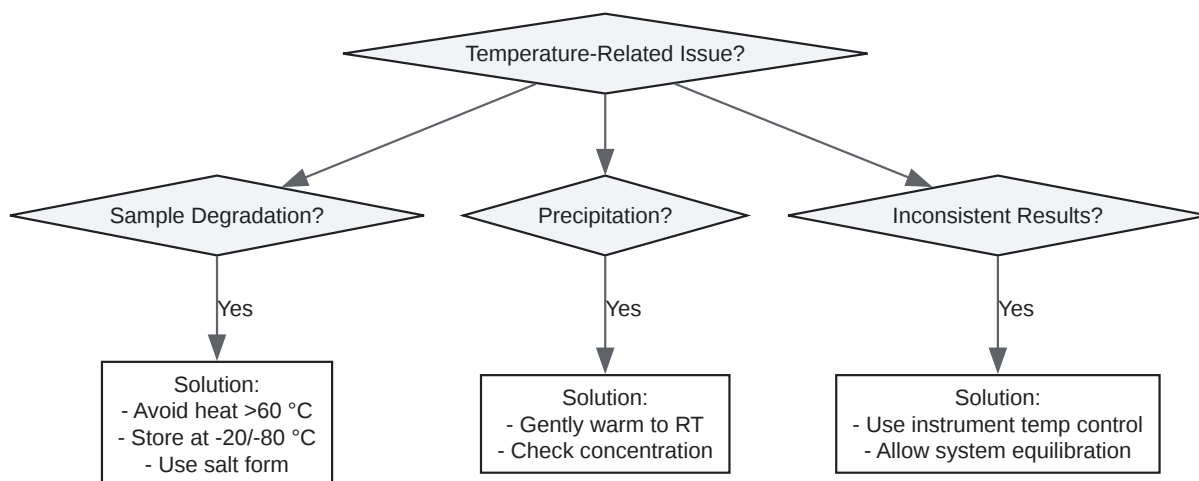 Temperature-Related Issue?
Sample Degradation?
Precipitation?
Inconsistent Results?
Yes
Yes
Yes
Solution:
- Avoid heat >60 °C
- Store at -20/-80 °C
- Use salt form
Solution:
- Gently warm to RT
- Check concentration
Solution:
- Use instrument temp control
- Allow system equilibration